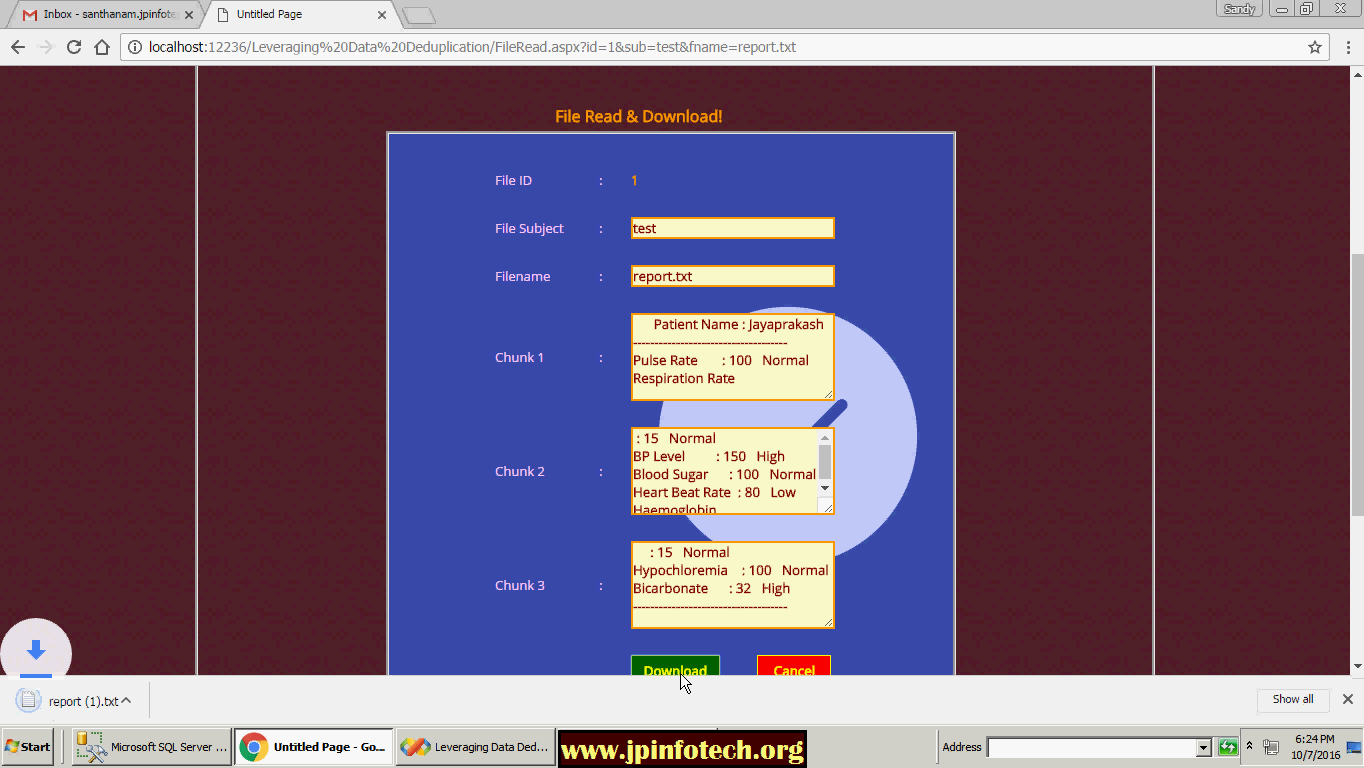 Inbox - santhanam.jpinfote
Untitled Page
Sandy
localhost:12236/Leveraging%20Data%20Deduplication/FileRead.aspx?id=1&sub=test&fname=report.txt
File Read & Download!
File ID : 1
File Subject : test
Filename : report.txt
Chunk 1 :
Patient Name : Jayaprakash
------------------------------------
Pulse Rate : 100 Normal
Respiration Rate
Chunk 2 :
: 15 Normal
BP Level : 150 High
Blood Sugar : 100 Normal
Heart Beat Rate : 80 Low
Haemoglobin
Chunk 3 :
: 15 Normal
Hypochloremia : 100 Normal
Bicarbonate : 32 High
------------------------------------
Download Cancel
report (1).txt
Show all
Start
Microsoft SQL Server ...
Untitled Page - Go...
Leveraging Data Ded...
www.jpinfotech.org
Address
6:24 PM
10/7/2016